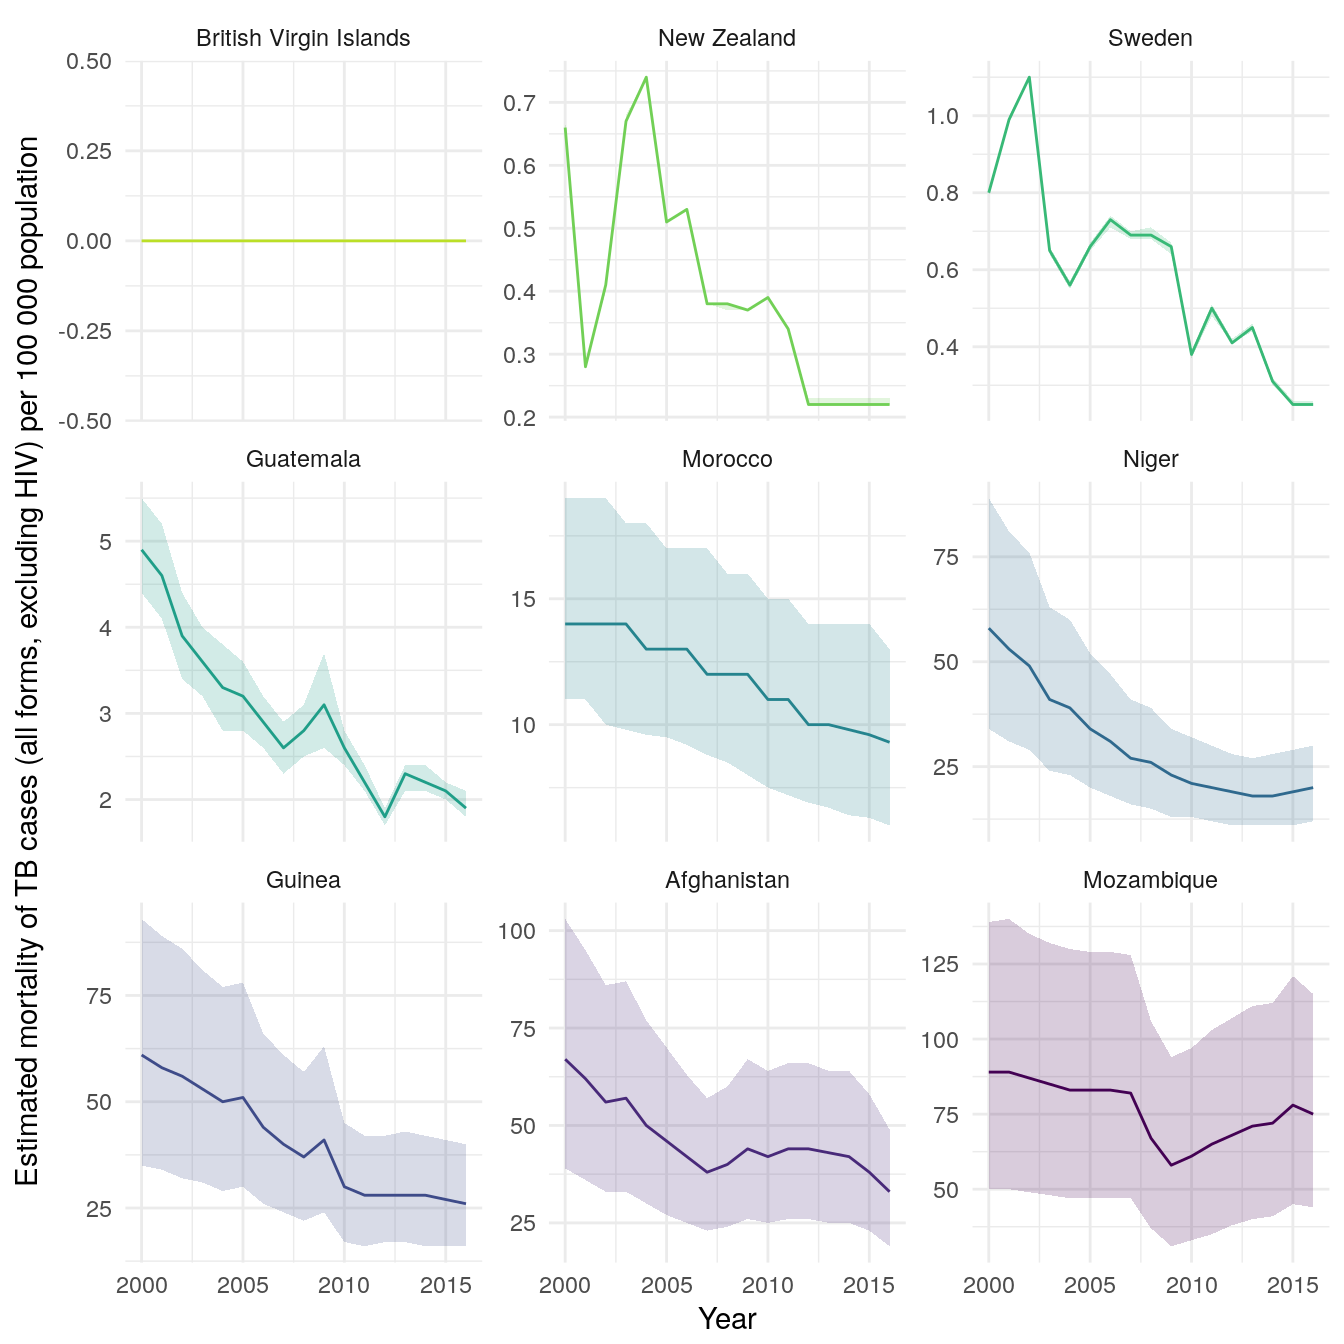 British Virgin Islands
New Zealand
Sweden
0.50
0.25
0.00
-0.25
-0.50
0.7
0.6
0.5
0.4
0.3
0.2
1.0
0.8
0.6
0.4
Guatemala
Morocco
Niger
5
4
3
2
15
10
75
50
25
Guinea
Afghanistan
Mozambique
75
50
25
100
75
50
25
125
100
75
50
2000 2005 2010 2015
2000 2005 2010 2015
2000 2005 2010 2015
Year
Estimated mortality of TB cases (all forms, excluding HIV) per 100 000 population